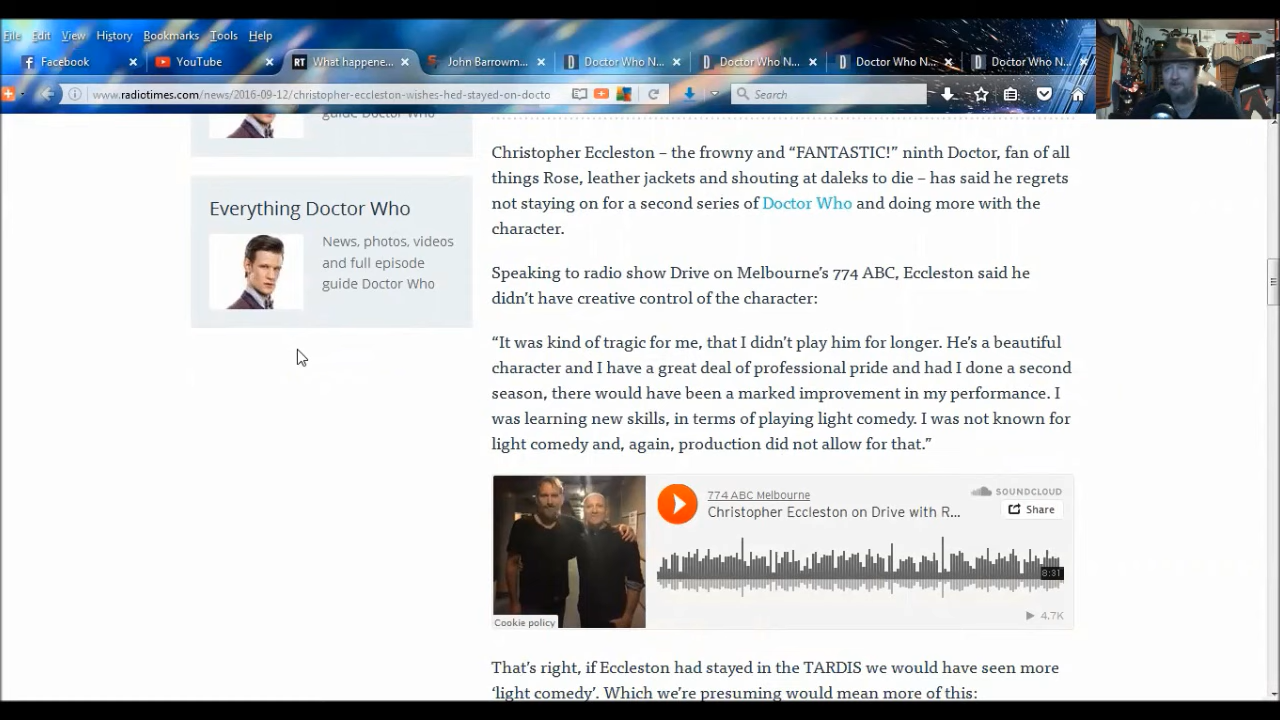 File Edit View History Bookmarks Tools Help
Facebook YouTube RT What happene... John Barrowm... Doctor Who N... Doctor Who N... Doctor Who N... Doctor Who N...
www.radiotimes.com/news/2016-09-12/christopher-eccleston-wishes-hed-stayed-on-docto Search
guide Doctor Who
Everything Doctor Who
News, photos, videos
and full episode
guide Doctor Who
Christopher Eccleston – the frowny and “FANTASTIC!” ninth Doctor, fan of all
things Rose, leather jackets and shouting at daleks to die – has said he regrets
not staying on for a second series of Doctor Who and doing more with the
character.
Speaking to radio show Drive on Melbourne’s 774 ABC, Eccleston said he
didn’t have creative control of the character:
“It was kind of tragic for me, that I didn’t play him for longer. He’s a beautiful
character and I have a great deal of professional pride and had I done a second
season, there would have been a marked improvement in my performance. I
was learning new skills, in terms of playing light comedy. I was not known for
light comedy and, again, production did not allow for that.”
774 ABC Melbourne SOUNDCLOUD
Christopher Eccleston on Drive with R... Share
8:31
Cookie policy 4.7K
That’s right, if Eccleston had stayed in the TARDIS we would have seen more
‘light comedy’. Which we’re presuming would mean more of this: